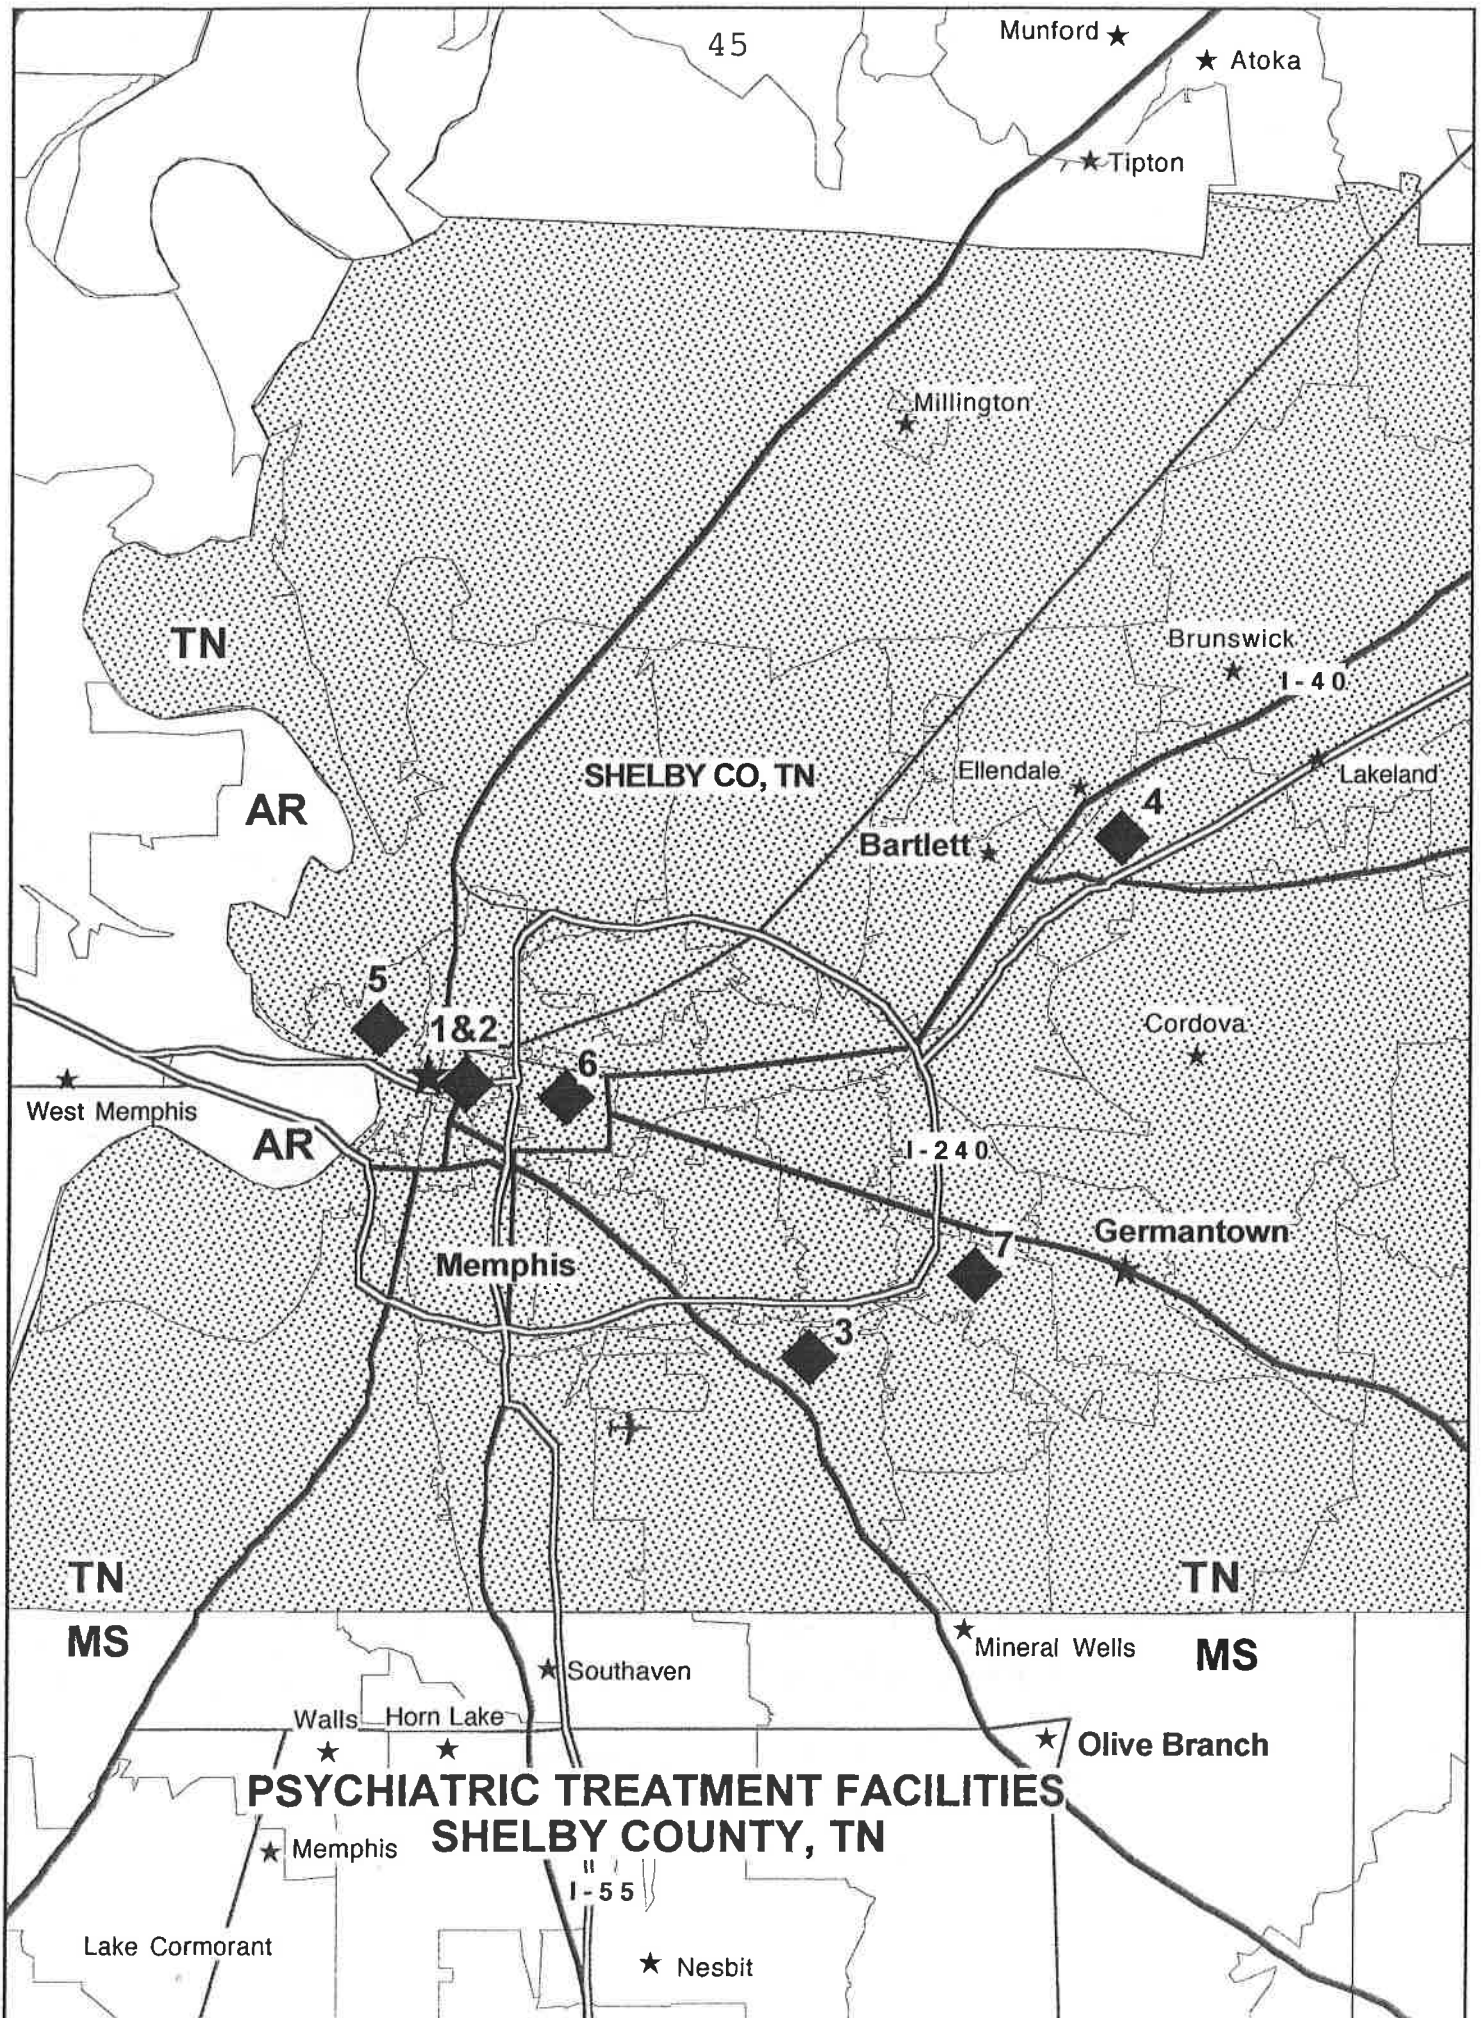 45
Munford
Atoka
Tipton
Millington
TN
Brunswick
I-40
SHELBY CO, TN
Ellendale
Lakeland
AR
4
Bartlett
5
1&2
Cordova
6
West Memphis
AR
I-240
Germantown
7
Memphis
3
TN
TN
MS
Mineral Wells
MS
Southaven
Walls
Horn Lake
Olive Branch
PSYCHIATRIC TREATMENT FACILITIES
SHELBY COUNTY, TN
Memphis
I-55
Lake Cormorant
Nesbit